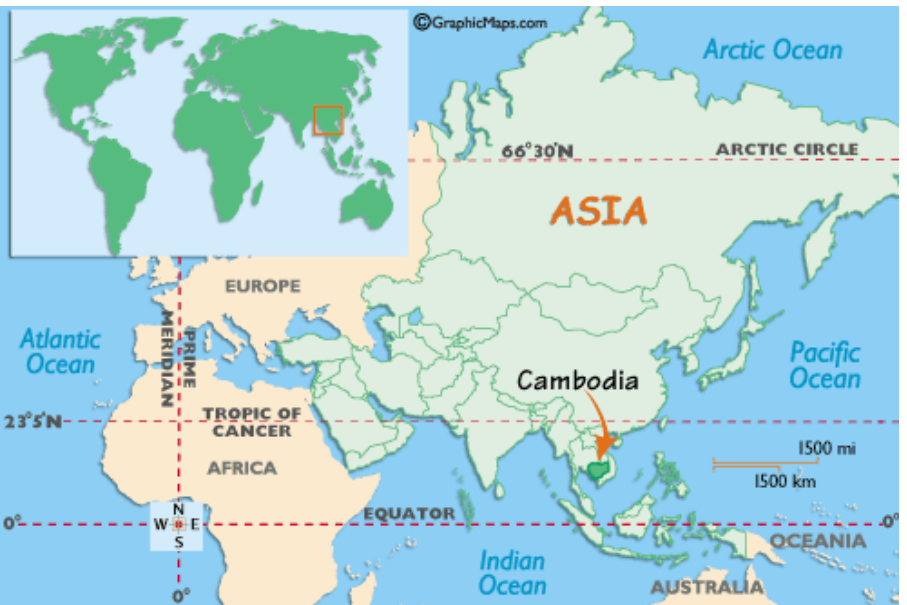 ©GraphicMaps.com
Arctic Ocean
66°30'N
ARCTIC CIRCLE
ASIA
EUROPE
Atlantic
Ocean
MERIDIAN
PRIME
Pacific
Ocean
Cambodia
23°5'N
TROPIC OF
CANCER
AFRICA
1500 mi
1500 km
N
W E
S
EQUATOR
0°
0°
OCEANIA
Indian
Ocean
AUSTRALIA
0°